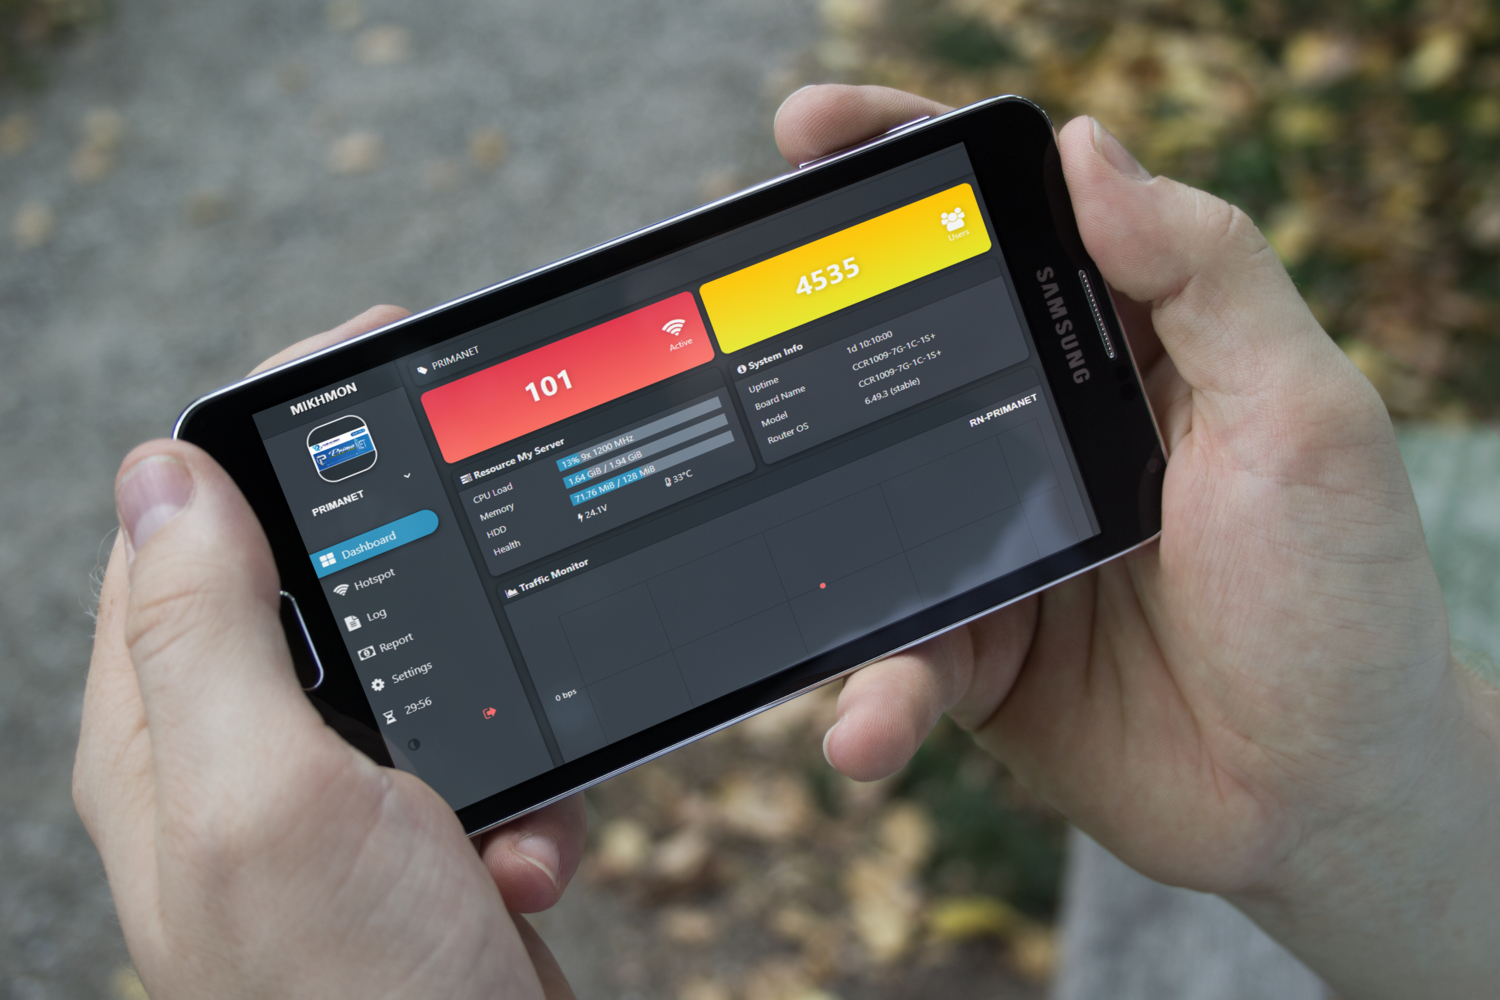 MIKHMON
PRIMANET
Dashboard
Hotspot
Log
Report
Settings
29:56
PRIMANET
101
Active
4535
Users
Resource My Server
CPU Load
13% 9x 1200 MHz
Memory
1.64 GiB / 1.94 GiB
HDD
71.76 MiB / 128 MiB
Health
24.1V
33°C
System Info
Uptime
1d 10:10:00
Board Name
CCR1009-7G-1C-1S+
Model
CCR1009-7G-1C-1S+
Router OS
6.49.3 (stable)
Traffic Monitor
RN-PRIMANET
0 bps
SAMSUNG